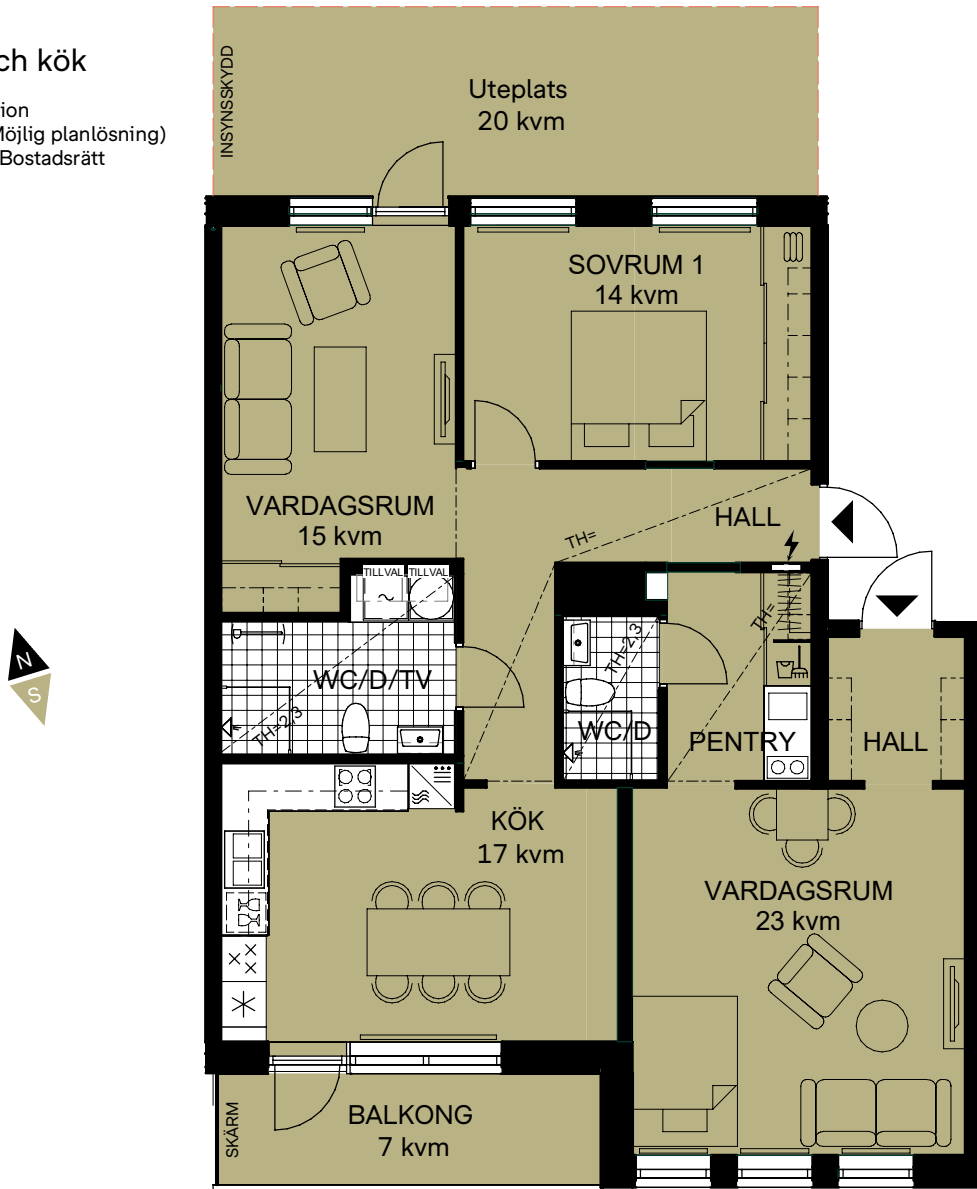 ch kök
ion
Möjlig planlösning)
Bostadsrätt
INSYNSSKYDD
Uteplats
20 kvm
SOVRUM 1
14 kvm
VARDAGSRUM
15 kvm
HALL
TH=
TILLVAL
TILLVAL
N
S
WC/D/TV
TH=2,3
TH=2,3
WC/D
TH=
PENTRY
HALL
KÖK
17 kvm
VARDAGSRUM
23 kvm
SKÄRM
BALKONG
7 kvm